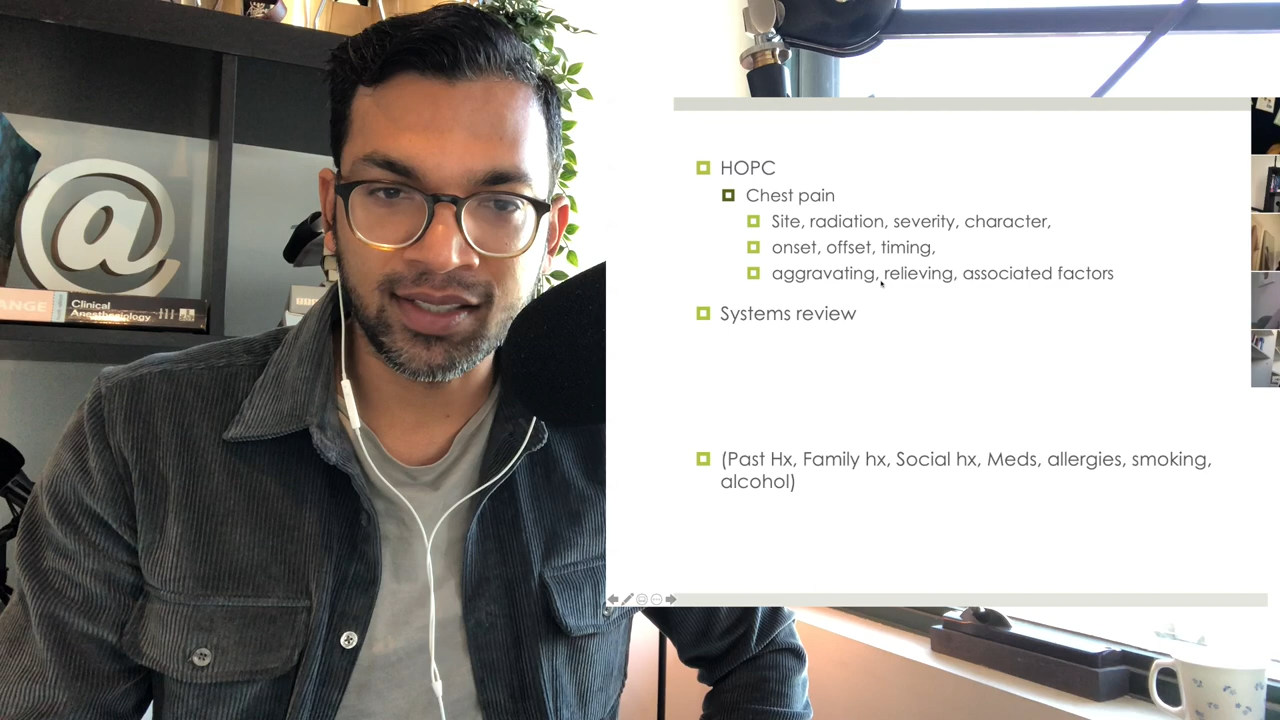 @
ANGE
Clinical
Anesthesiology
HOPC
Chest pain
Site, radiation, severity, character,
onset, offset, timing,
aggravating, relieving, associated factors
Systems review
(Past Hx, Family hx, Social hx, Meds, allergies, smoking,
alcohol)